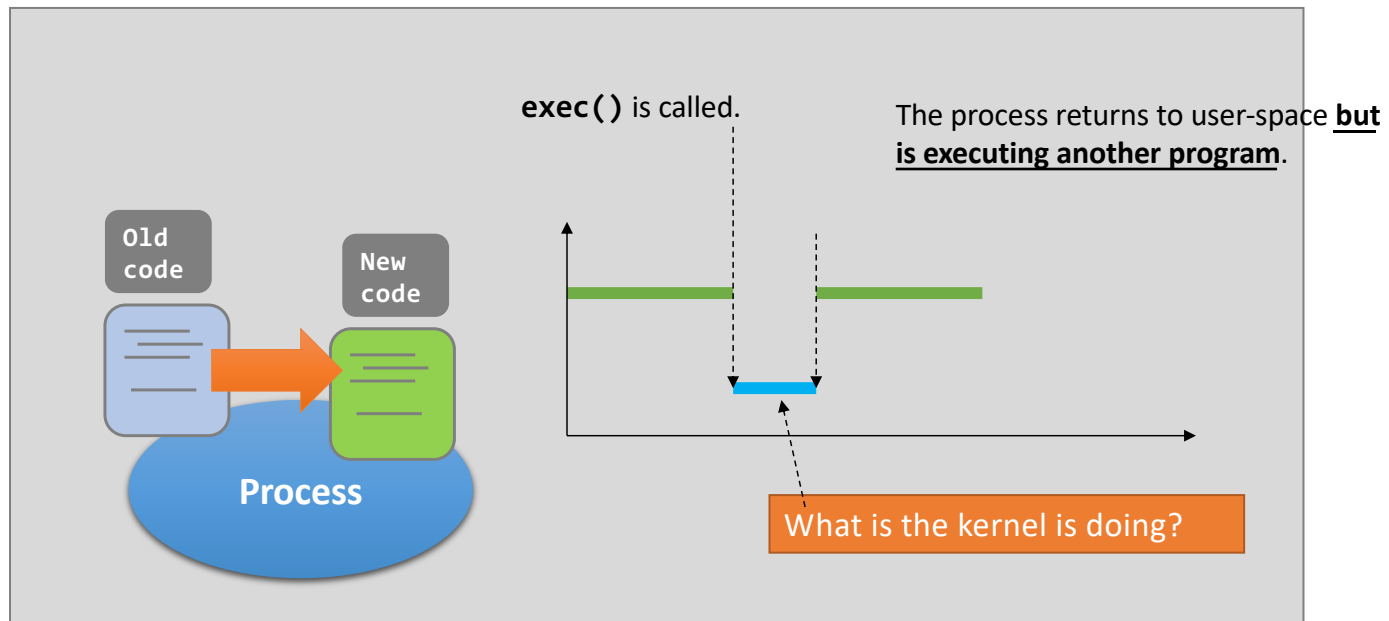 exec() is called.
The process returns to user-space but
is executing another program.
Old
code
New
code
Process
What is the kernel is doing?